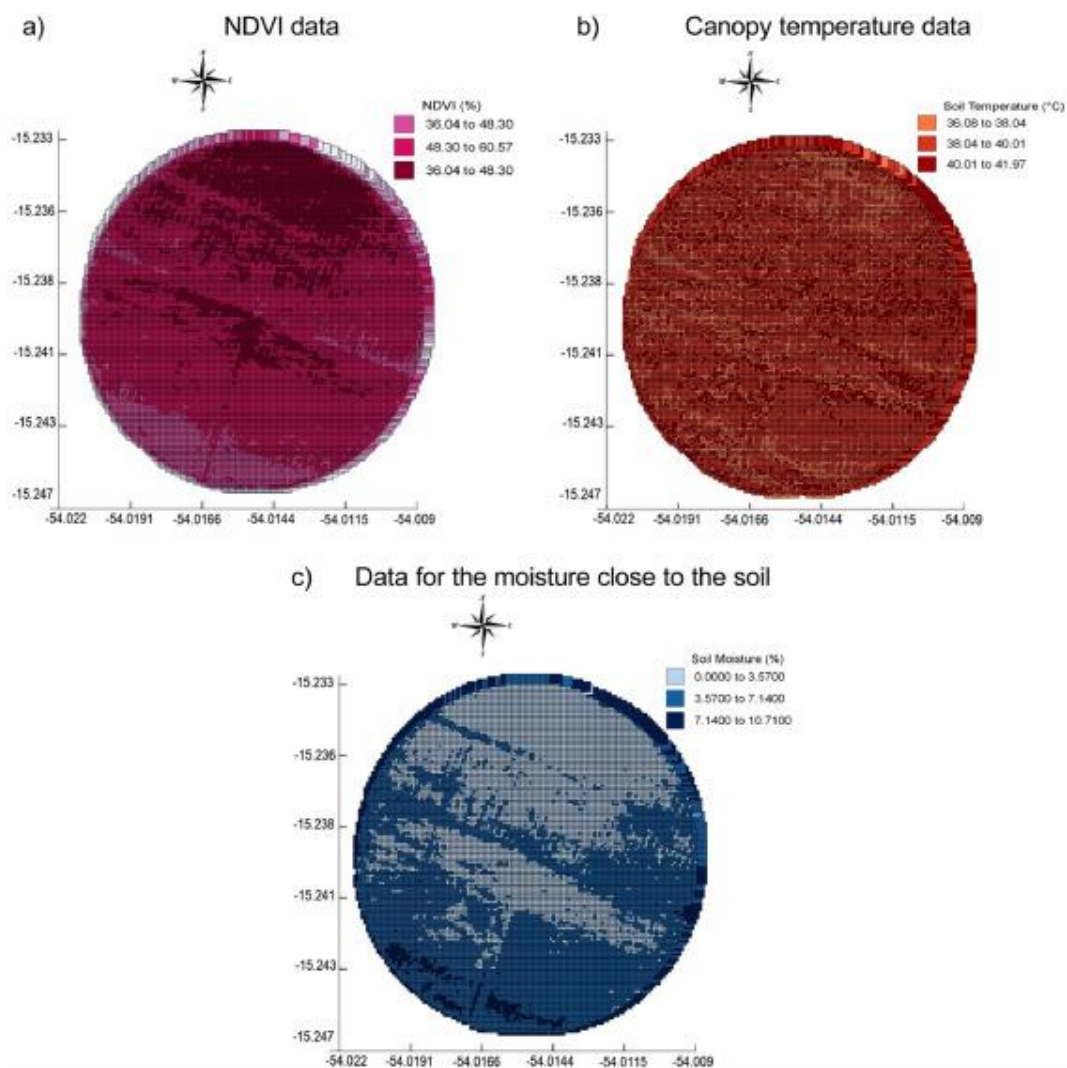 a) NDVI data
N
W E
S
NDVI (%)
36.04 to 48.30
48.30 to 60.57
36.04 to 48.30
-15.233
-15.236
-15.238
-15.241
-15.243
-15.247
-54.022 -54.0191 -54.0166 -54.0144 -54.0115 -54.009
b) Canopy temperature data
N
W E
S
Soil Temperature (°C)
36.08 to 38.04
38.04 to 40.01
40.01 to 41.97
-15.233
-15.236
-15.238
-15.241
-15.243
-15.247
-54.022 -54.0191 -54.0166 -54.0144 -54.0115 -54.009
c) Data for the moisture close to the soil
N
W E
S
Soil Moisture (%)
0.0000 to 3.5700
3.5700 to 7.1400
7.1400 to 10.7100
-15.233
-15.236
-15.238
-15.241
-15.243
-15.247
-54.022 -54.0191 -54.0166 -54.0144 -54.0115 -54.009